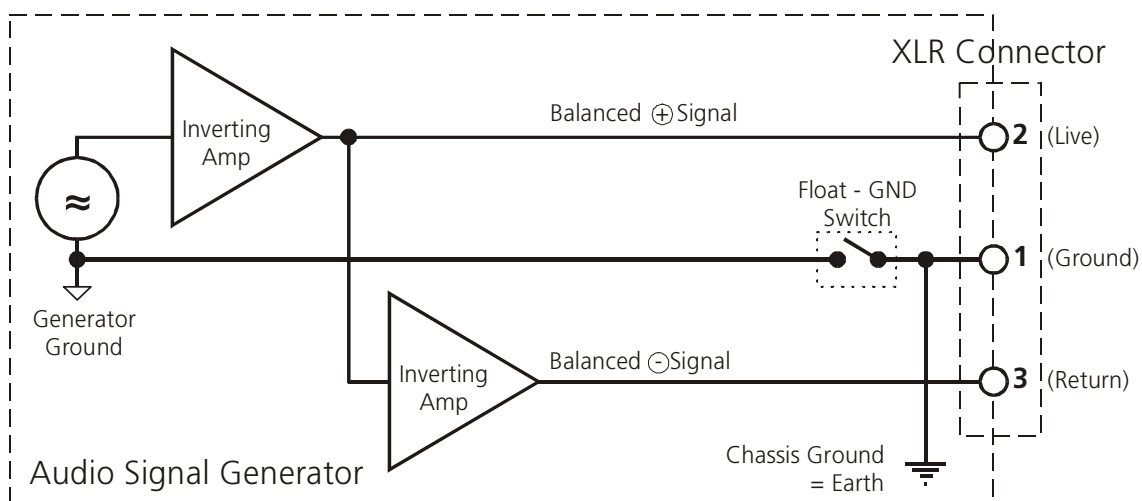 XLR Connector
Inverting
Amp
Balanced ⊕ Signal
2 (Live)
≈
Float - GND
Switch
1 (Ground)
Generator
Ground
Inverting
Amp
Balanced ⊖ Signal
3 (Return)
Audio Signal Generator
Chassis Ground
= Earth